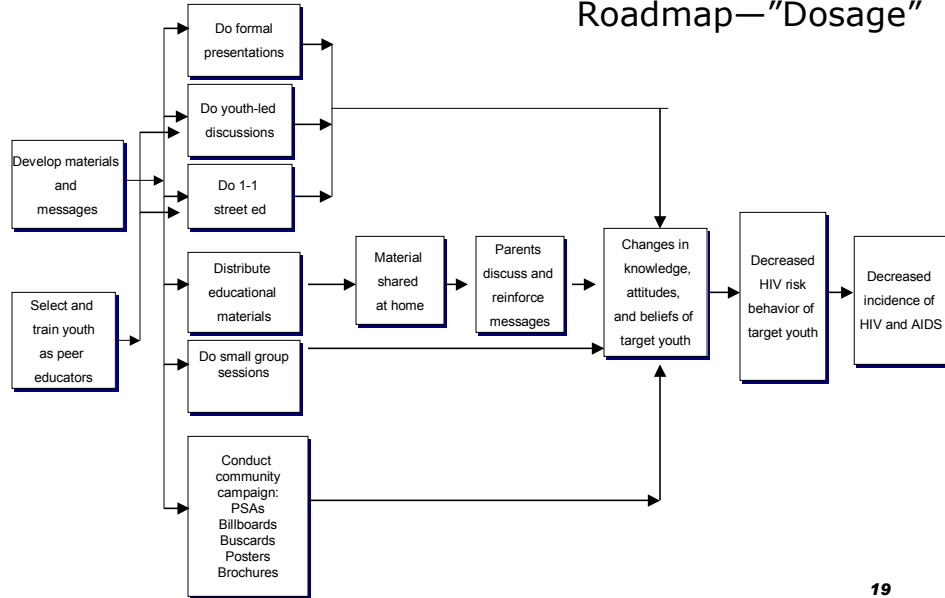 Roadmap—"Dosage"
Do formal
presentations
Do youth-led
discussions
Develop materials
and
messages
Do 1-1
street ed
Distribute
educational
materials
Material
shared
at home
Parents
discuss and
reinforce
messages
Changes in
knowledge,
attitudes,
and beliefs of
target youth
Decreased
HIV risk
behavior of
target youth
Decreased
incidence of
HIV and AIDS
Select and
train youth
as peer
educators
Do small group
sessions
Conduct
community
campaign:
PSAs
Billboards
Buscards
Posters
Brochures
19